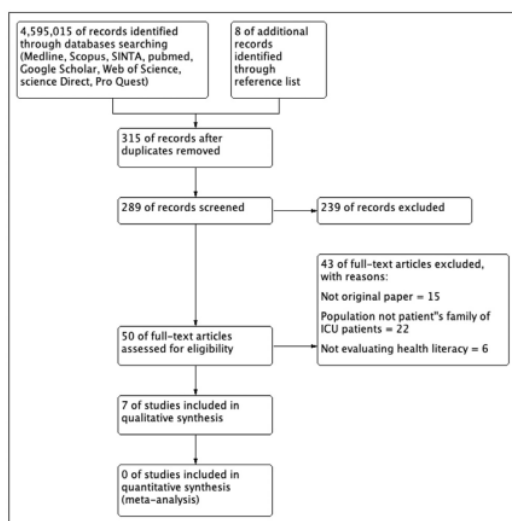 4,595,015 of records identified
through databases searching
(Medline, Scopus, SINTA, pubmed,
Google Scholar, Web of Science,
science Direct, Pro Quest)
8 of additional
records
identified
through
reference list
315 of records after
duplicates removed
289 of records screened
239 of records excluded
43 of full-text articles excluded,
with reasons:
Not original paper = 15
Population not patient"s family of
ICU patients = 22
Not evaluating health literacy = 6
50 of full-text articles
assessed for eligibility
7 of studies included in
qualitative synthesis
0 of studies included in
quantitative synthesis
(meta-analysis)